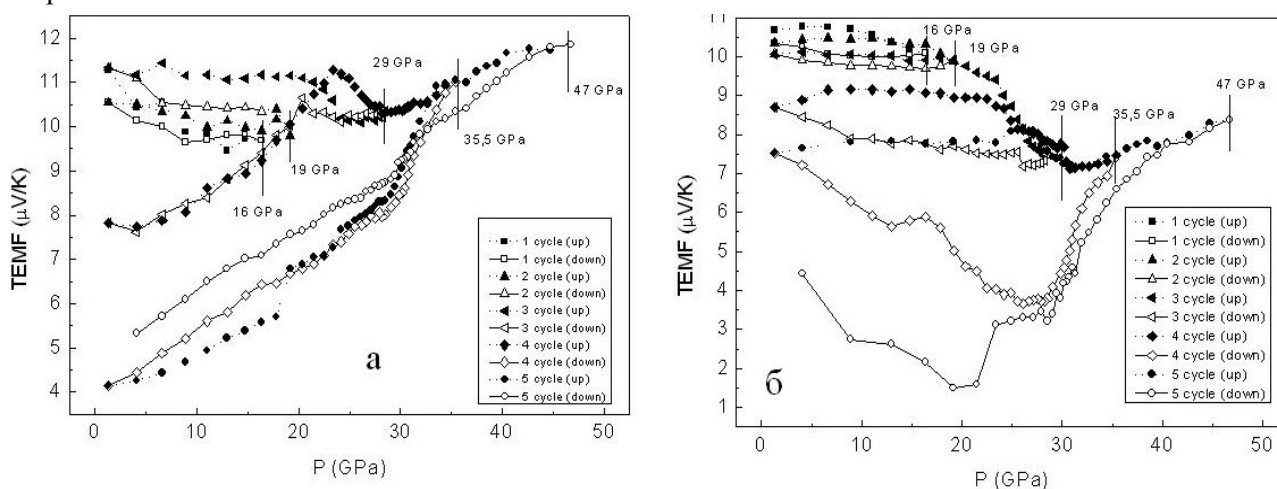 12
11
10
9
8
7
6
5
4
TEMF (μV/K)
0
10
20
30
40
50
P (GPa)
16 GPa
19 GPa
29 GPa
35,5 GPa
47 GPa
a
1 cycle (up)
1 cycle (down)
2 cycle (up)
2 cycle (down)
3 cycle (up)
3 cycle (down)
4 cycle (up)
4 cycle (down)
5 cycle (up)
5 cycle (down)
11
10
9
8
7
6
5
4
3
2
1
TEMF (μV/K)
0
10
20
30
40
50
P (GPa)
16 GPa
19 GPa
29 GPa
35,5 GPa
47 GPa
б
1 cycle (up)
1 cycle (down)
2 cycle (up)
2 cycle (down)
3 cycle (up)
3 cycle (down)
4 cycle (up)
4 cycle (down)
5 cycle (up)
5 cycle (down)